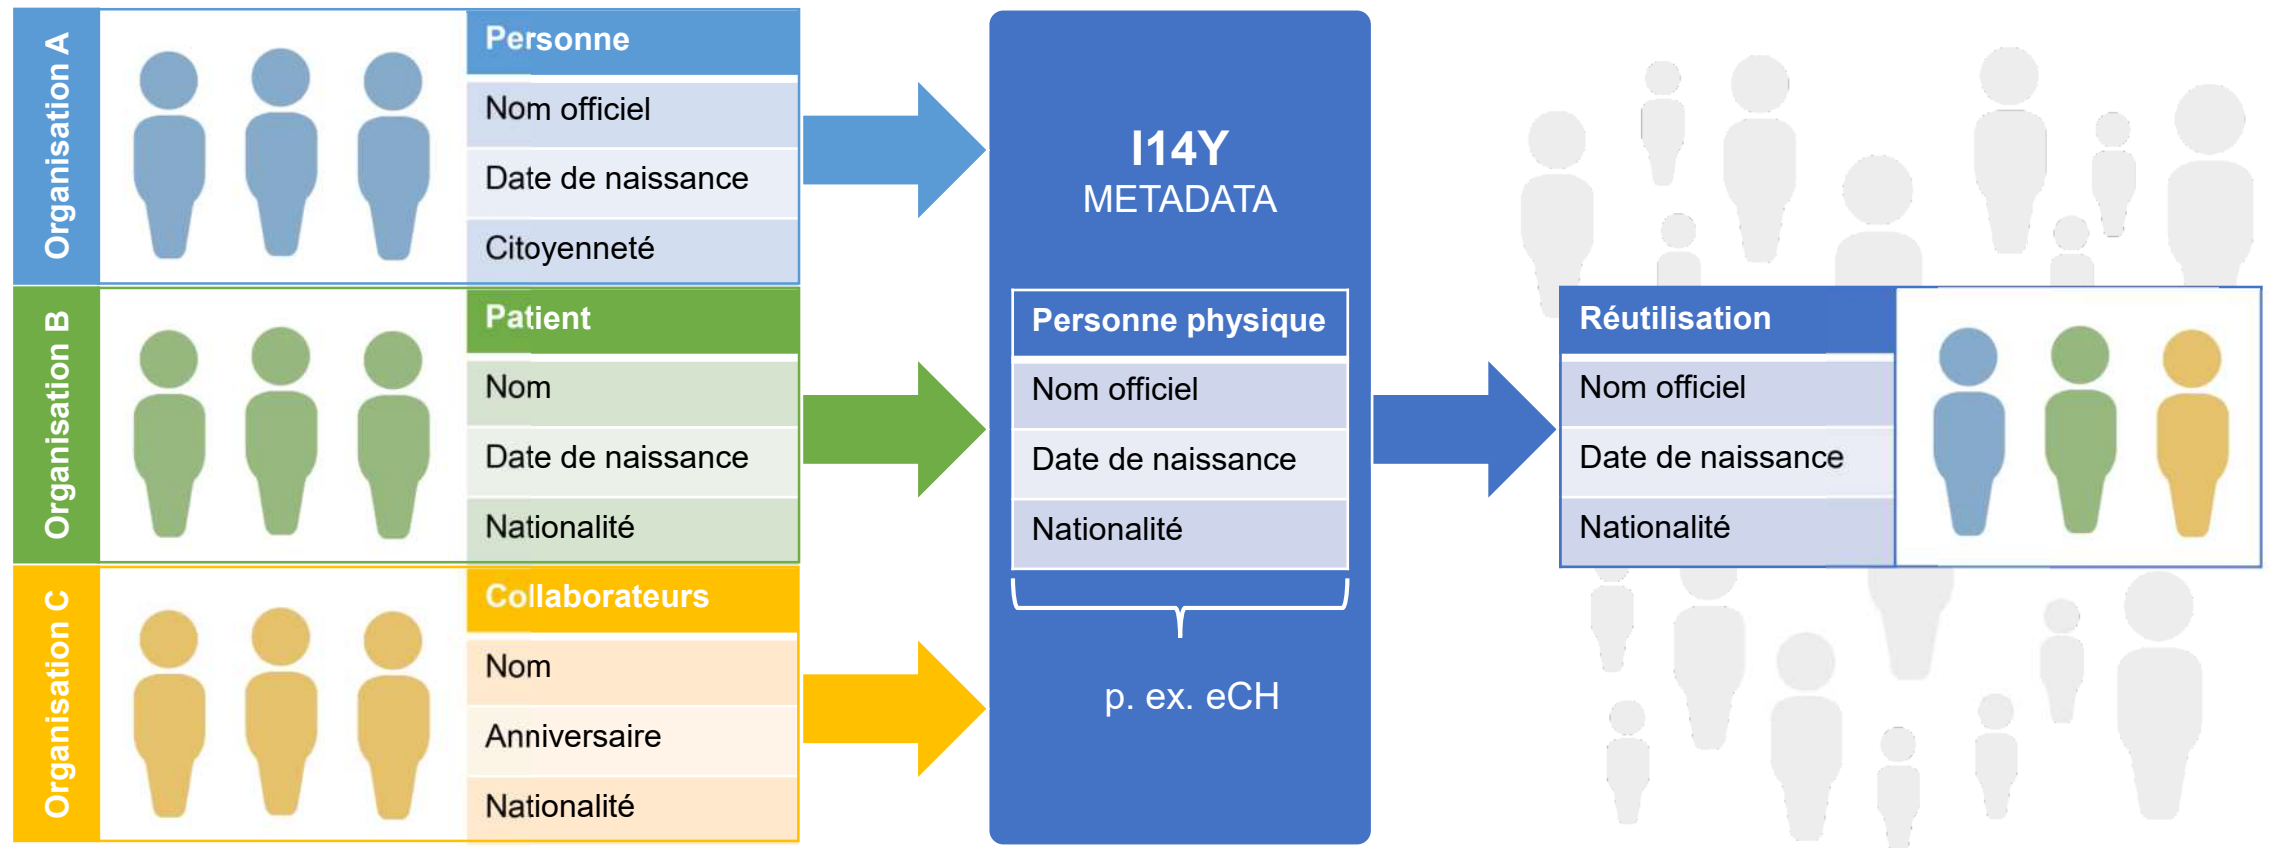 Organisation A
Personne
Nom officiel
Date de naissance
Citoyenneté
Organisation B
Patient
Nom
Date de naissance
Nationalité
Organisation C
Collaborateurs
Nom
Anniversaire
Nationalité
I14Y
METADATA
Personne physique
Nom officiel
Date de naissance
Nationalité
p. ex. eCH
Réutilisation
Nom officiel
Date de naissance
Nationalité